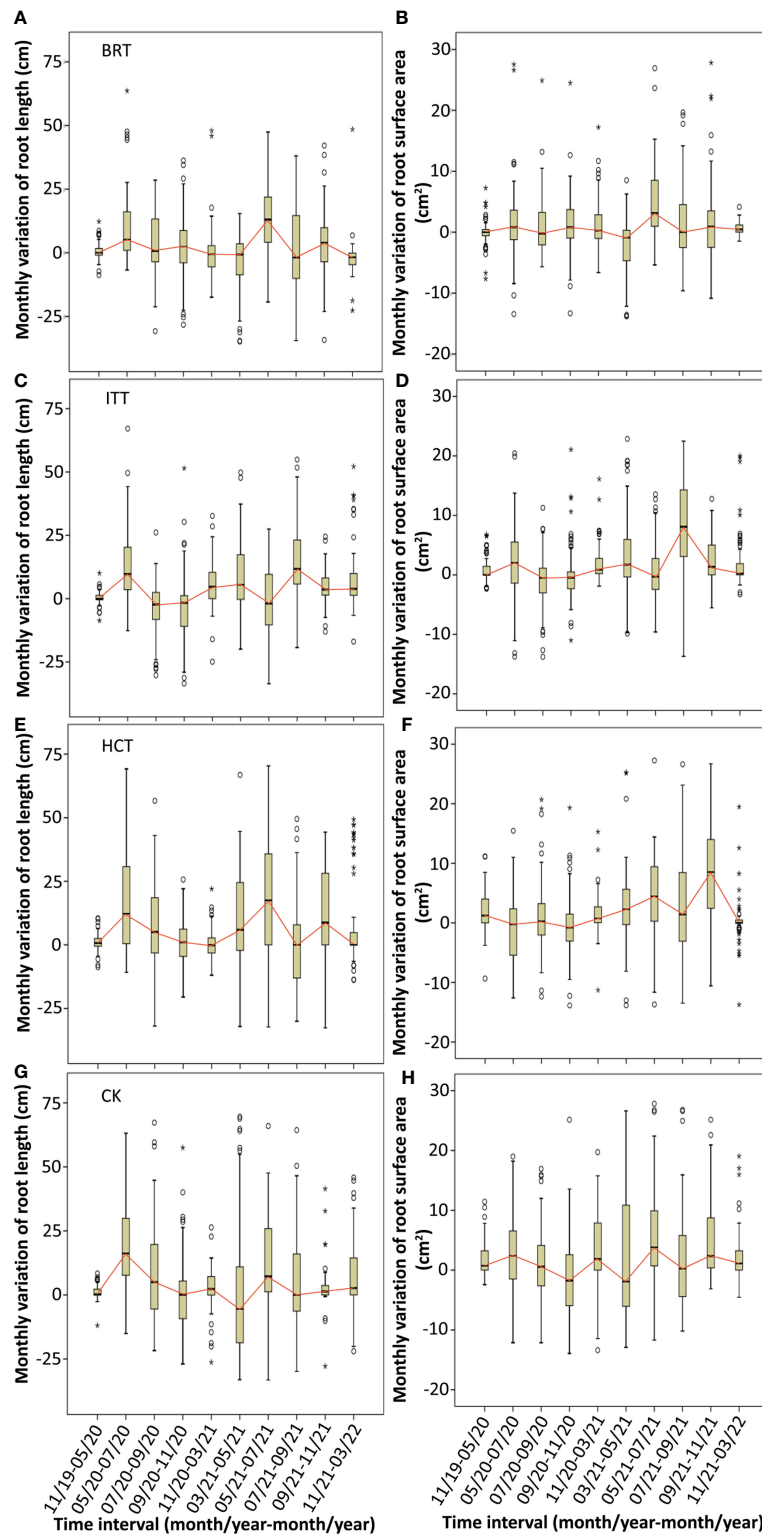 A
BRT
Monthly variation of root length (cm)
75
50
25
0
-25
B
Monthly variation of root surface area
(cm²)
30
20
10
0
-10
-20
C
ITT
Monthly variation of root length (cm)
75
50
25
0
-25
D
Monthly variation of root surface area
(cm²)
30
20
10
0
-10
-20
E
HCT
Monthly variation of root length (cm)
75
50
25
0
-25
F
Monthly variation of root surface area
(cm²)
30
20
10
0
-10
-20
G
CK
Monthly variation of root length (cm)
75
50
25
0
-25
11/19-05/20
05/20-07/20
07/20-09/20
09/20-11/20
11/20-03/21
03/21-05/21
05/21-07/21
07/21-09/21
09/21-11/21
11/21-03/22
Time interval (month/year-month/year)
H
Monthly variation of root surface area
(cm²)
30
20
10
0
-10
-20
11/19-05/20
05/20-07/20
07/20-09/20
09/20-11/20
11/20-03/21
03/21-05/21
05/21-07/21
07/21-09/21
09/21-11/21
11/21-03/22
Time interval (month/year-month/year)